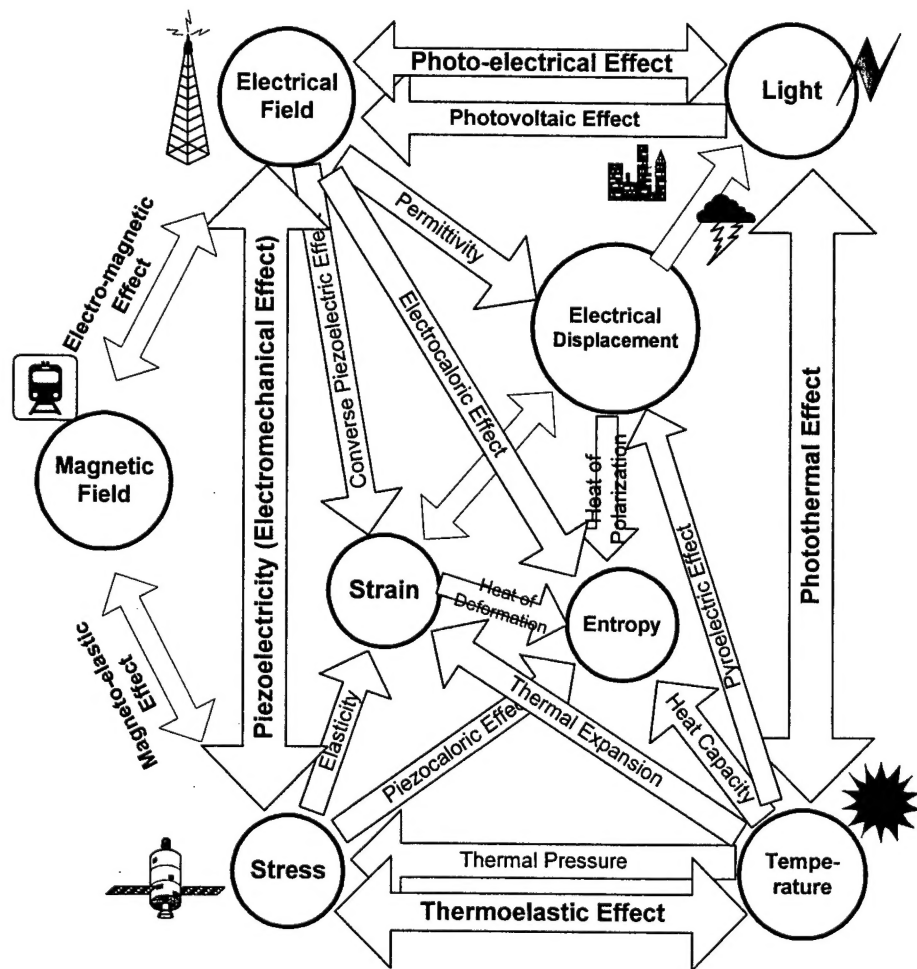 Electrical
Field
Photo-electrical Effect
Photovoltaic Effect
Light
Electro-magnetic
Effect
Permittivity
Converse Piezoelectric Effe
Electrocaloric Effect
Electrical
Displacement
Piezoelectricity (Electromechanical Effect)
Magnetic
Field
Heat of
Polarization
Photothermal Effect
Strain
Heat of
Deformation
Entropy
Pyroelectric Effect
Magneto-elastic
Effect
Elasticity
Piezocaloric Effec
Thermal Expansion
Heat Capacity
Stress
Thermal Pressure
Thermoelastic Effect
Tempe-
rature